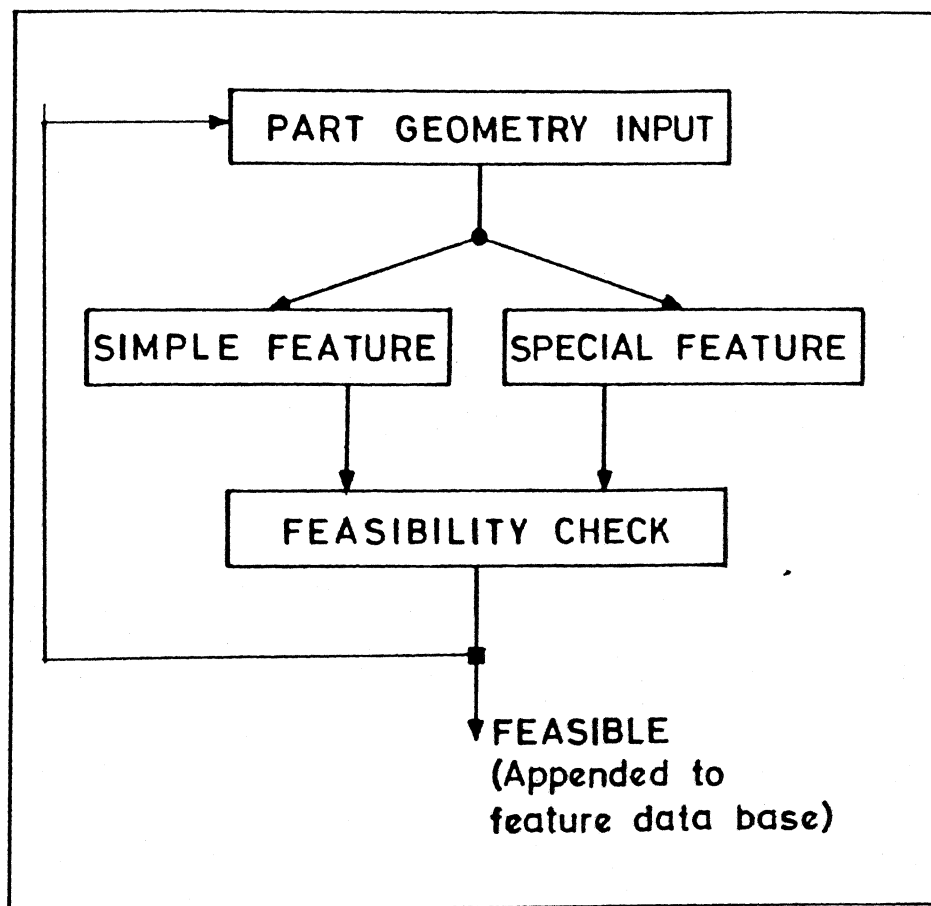 PART GEOMETRY INPUT
SIMPLE FEATURE
SPECIAL FEATURE
FEASIBILITY CHECK
FEASIBLE
(Appended to
feature data base)